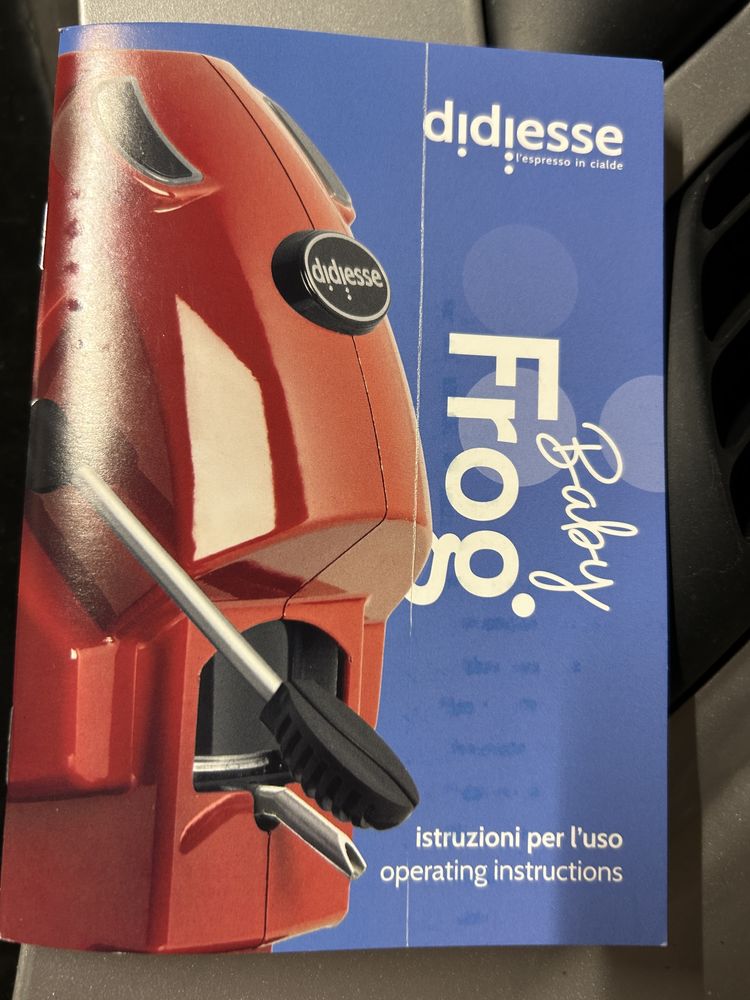 didiesse
l'espresso in cialde
didiesse
Frog
Baby
istruzioni per l'uso
operating instructions